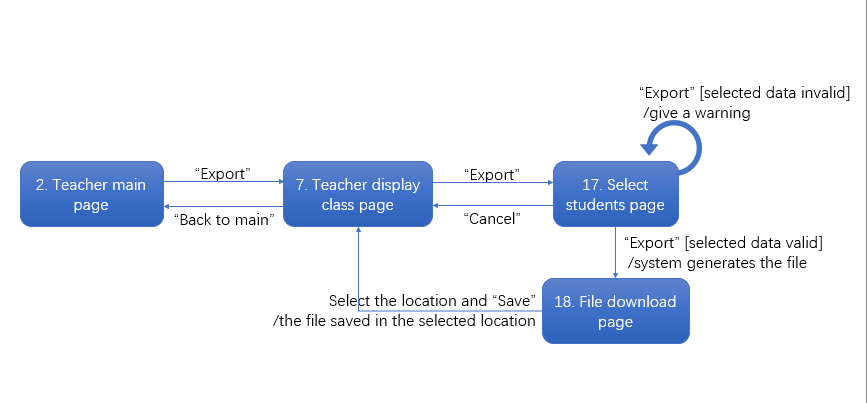 “Export” [selected data invalid]
/give a warning
2. Teacher main
page
“Export”
“Back to main”
7. Teacher display
class page
“Export”
“Cancel”
17. Select
students page
“Export” [selected data valid]
/system generates the file
Select the location and “Save”
/the file saved in the selected location
18. File download
page